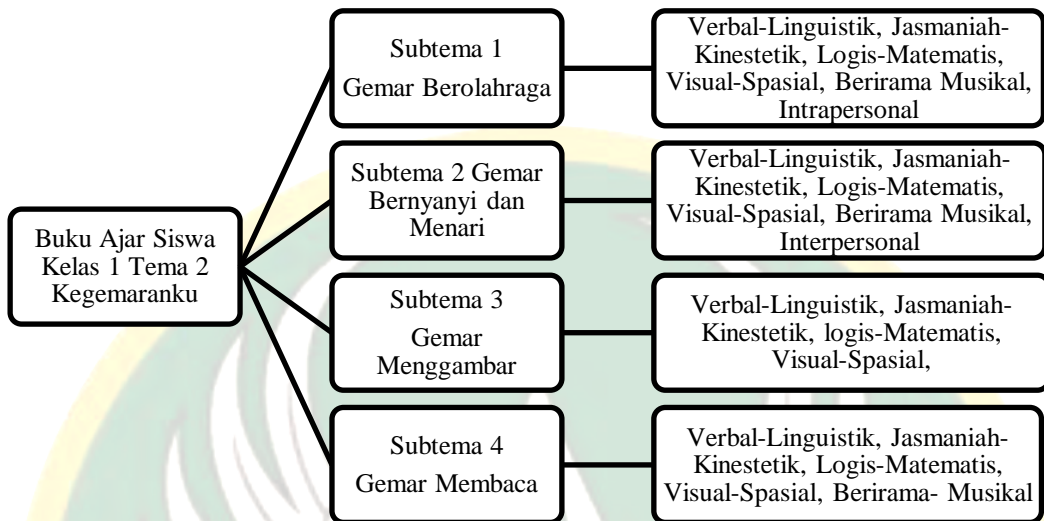 Buku Ajar Siswa
Kelas 1 Tema 2
Kegemaranku
Subtema 1
Gemar Berolahraga
Verbal-Linguistik, Jasmaniah-
Kinestetik, Logis-Matematis,
Visual-Spasial, Berirama Musikal,
Intrapersonal
Subtema 2 Gemar
Bernyanyi dan
Menari
Verbal-Linguistik, Jasmaniah-
Kinestetik, Logis-Matematis,
Visual-Spasial, Berirama Musikal,
Interpersonal
Subtema 3
Gemar
Menggambar
Verbal-Linguistik, Jasmaniah-
Kinestetik, logis-Matematis,
Visual-Spasial,
Subtema 4
Gemar Membaca
Verbal-Linguistik, Jasmaniah-
Kinestetik, Logis-Matematis,
Visual-Spasial, Berirama- Musikal